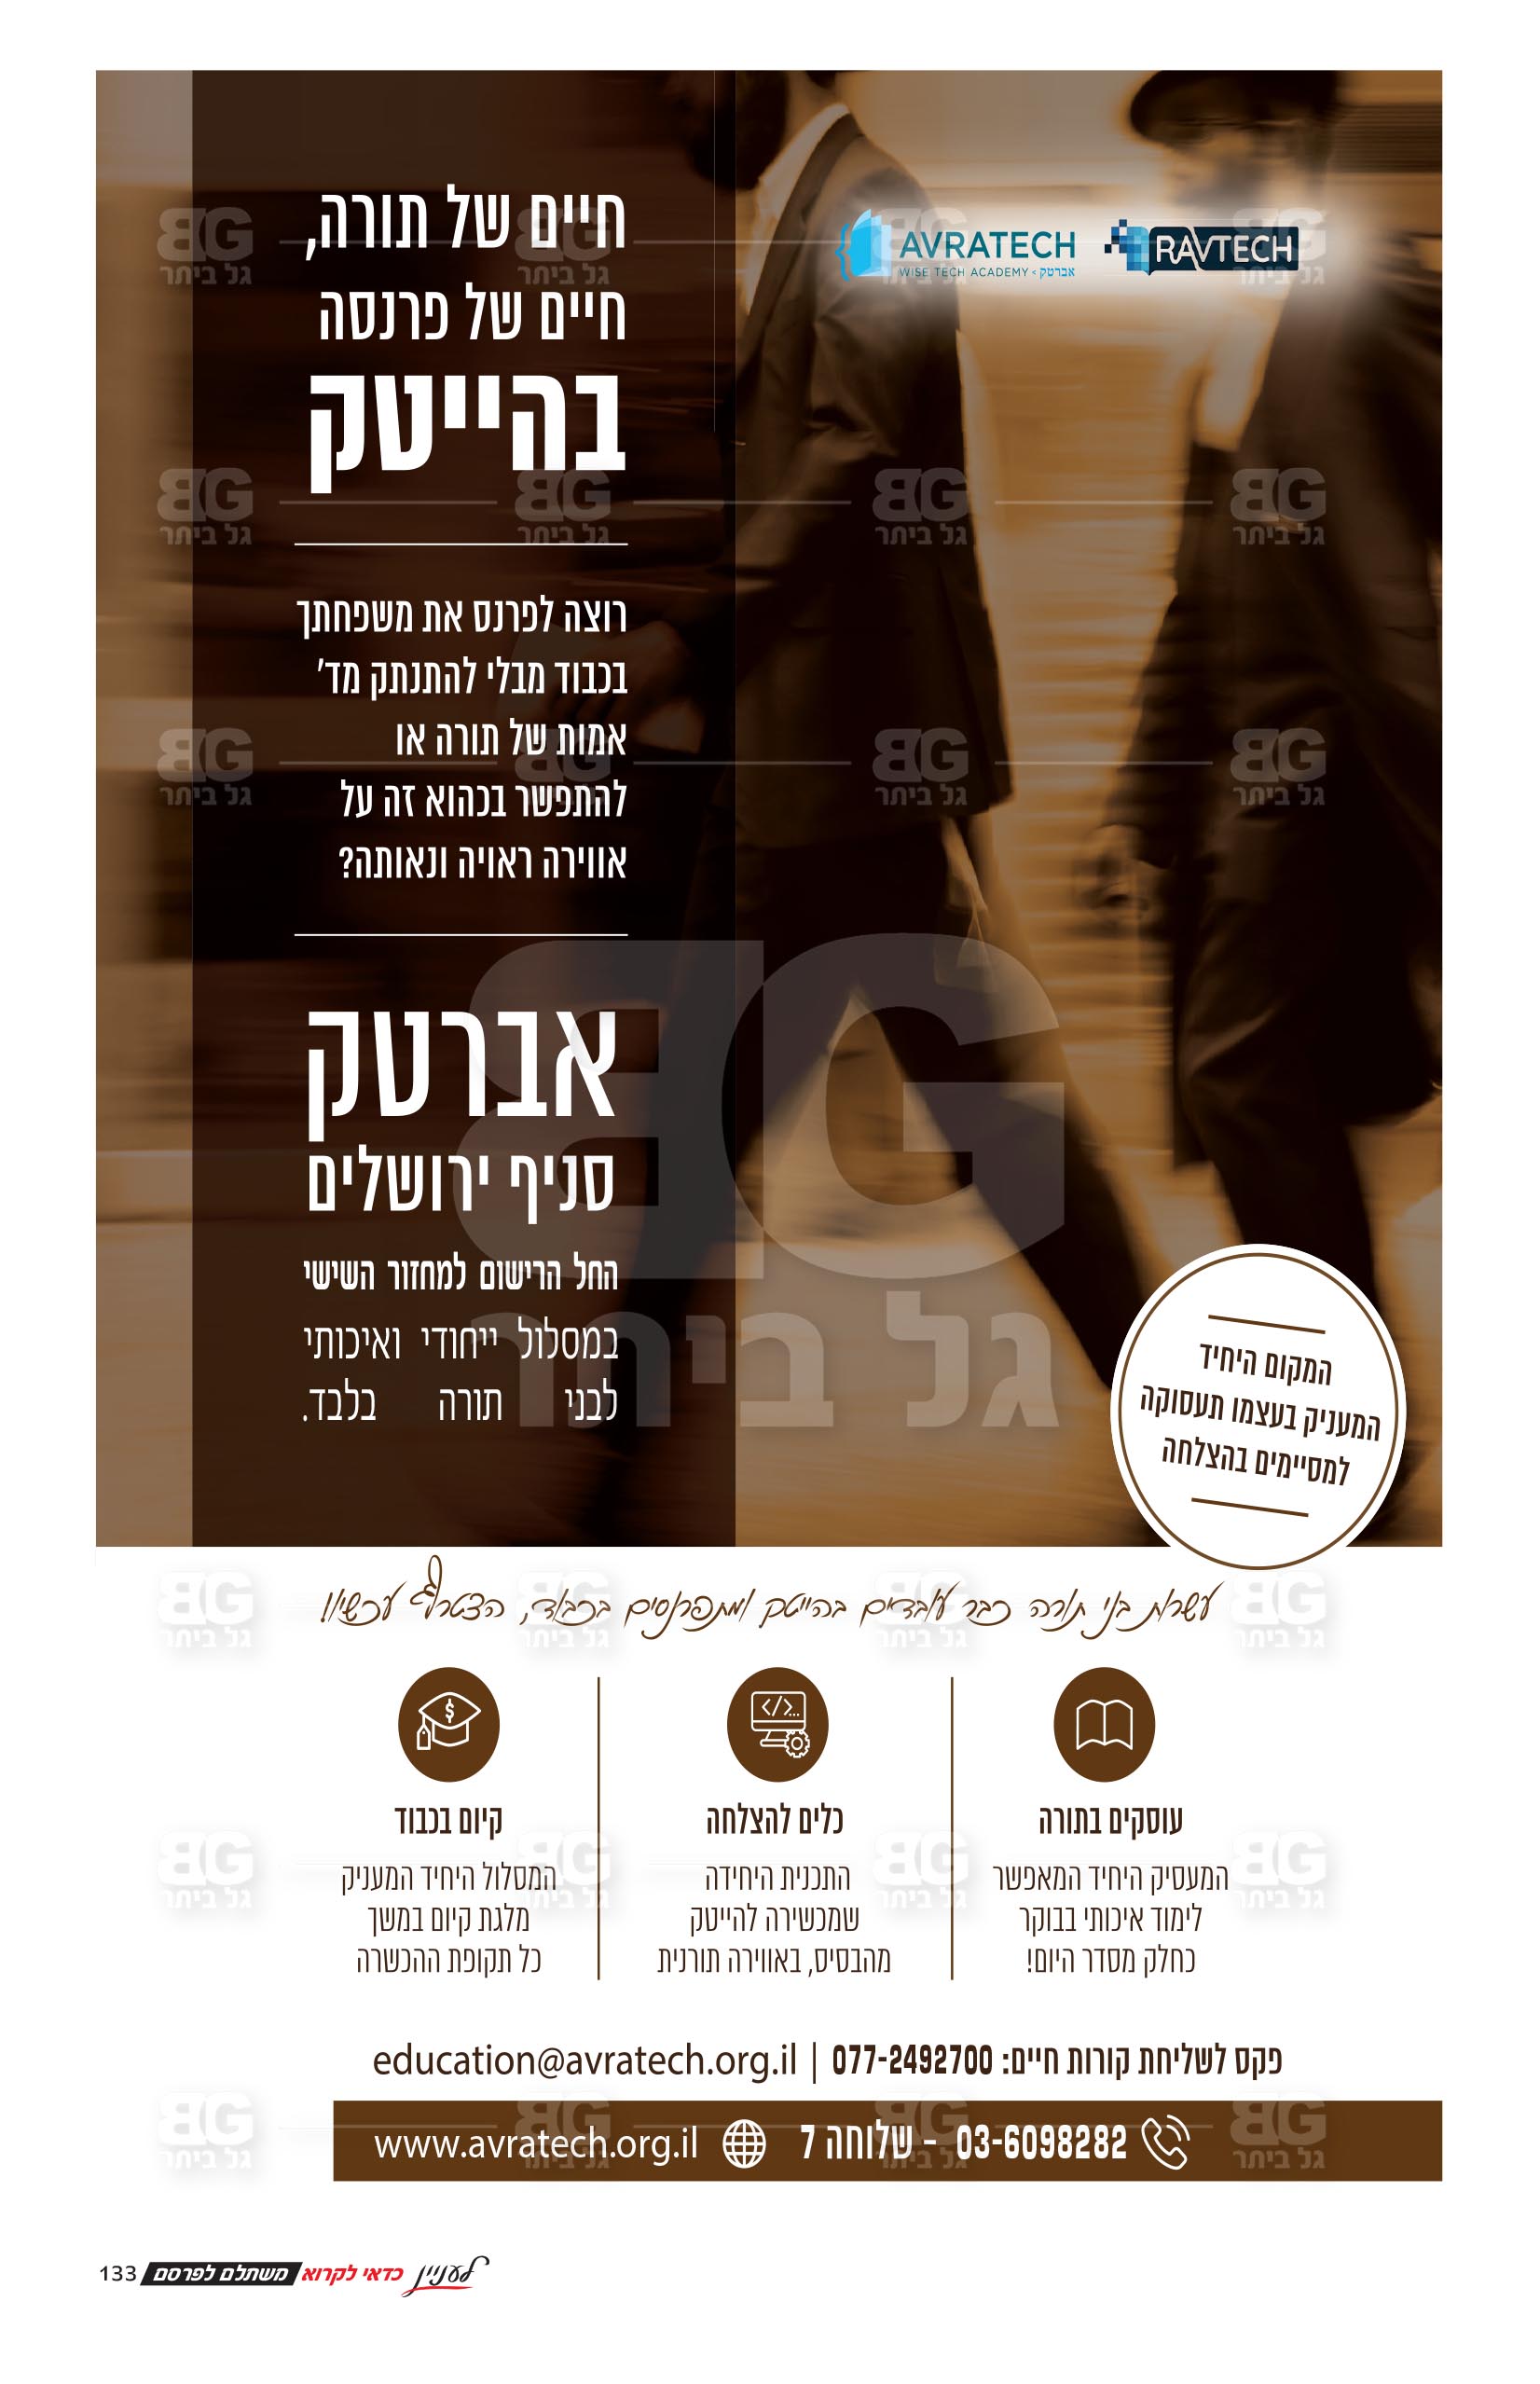 RAVTECH
AVRATECH
WISE TECH ACADEMY > אברטק
חיים של תורה,
חיים של פרנסה
בהייטק
רוצה לפרנס את משפחתך
בכבוד מבלי להתנתק מד'
אמות של תורה או
להתפשר בכהוא זה על
אווירה ראויה ונאותה?
אברטק
סניף ירושלים
החל הרישום למחזור השישי
במסלול ייחודי ואיכותי
לבני תורה בלבד.
המקום היחיד
המעניק בעצמו תעסוקה
למסיימים בהצלחה
עשרות בני תורה כבר עובדים בהייטק ומתפרנסים בכבוד, הצטרף עכשיו!
עוסקים בתורה
המעסיק היחיד המאפשר
לימוד איכותי בבוקר
כחלק מסדר היום!
כלים להצלחה
התכנית היחידה
שמכשירה להייטק
מהבסיס, באווירה תורנית
קיום בכבוד
המסלול היחיד המעניק
מלגת קיום במשך
כל תקופת ההכשרה
פקס לשליחת קורות חיים: 077-2492700 | education@avratech.org.il
03-6098282 - שלוחה 7 www.avratech.org.il
לעניין כדאי לקרוא משתלם לפרסם 133
BG
גל ביתר